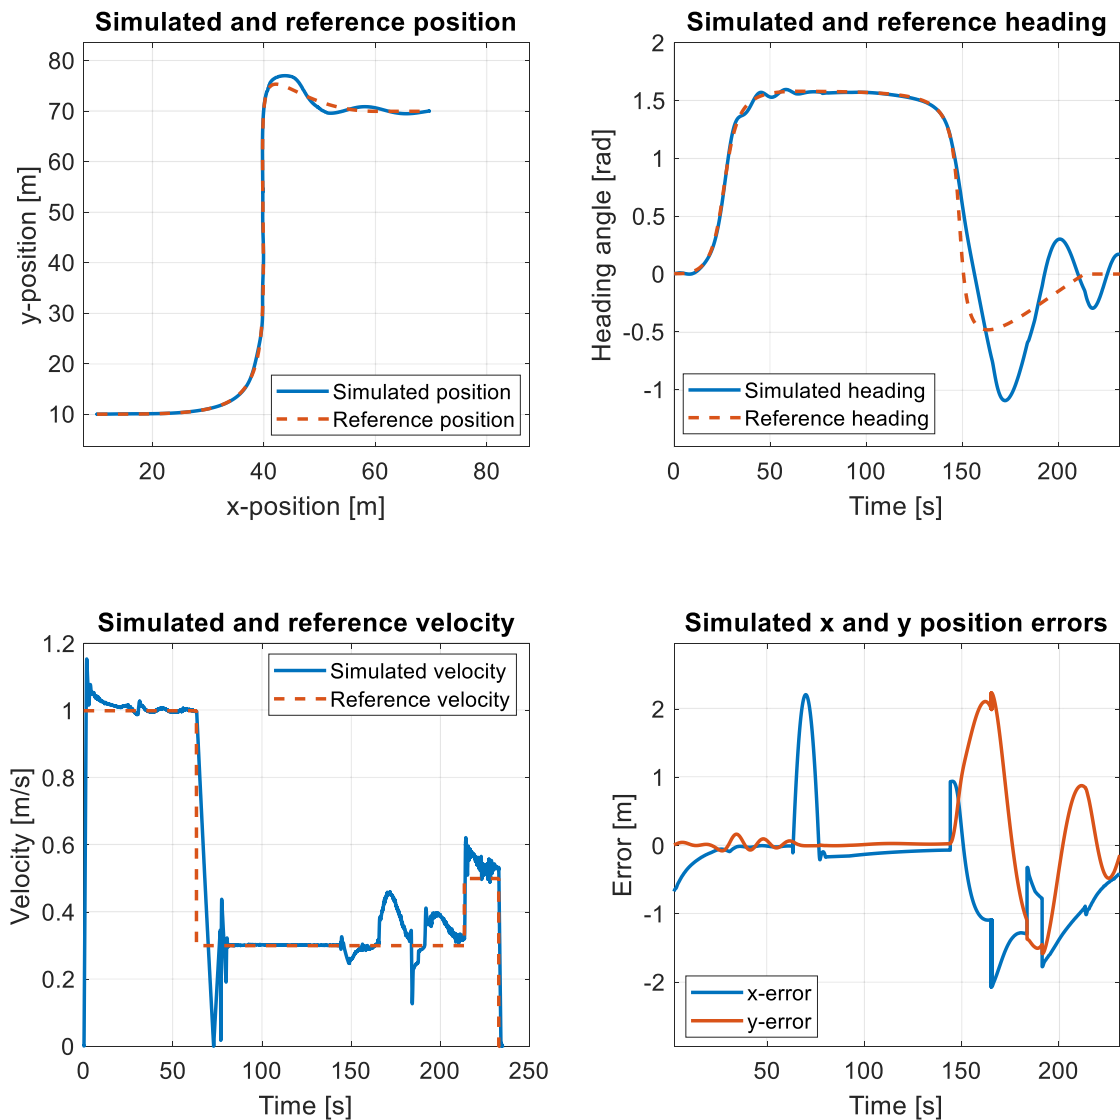 Simulated and reference position
80
70
60
50
40
30
20
10
y-position [m]
Simulated position
Reference position
20
40
60
80
x-position [m]
Simulated and reference heading
2
1.5
1
0.5
0
-0.5
-1
Heading angle [rad]
Simulated heading
Reference heading
0
50
100
150
200
Time [s]
Simulated and reference velocity
1.2
1
0.8
0.6
0.4
0.2
0
Velocity [m/s]
Simulated velocity
Reference velocity
0
50
100
150
200
250
Time [s]
Simulated x and y position errors
2
1
0
-1
-2
Error [m]
x-error
y-error
50
100
150
200
Time [s]